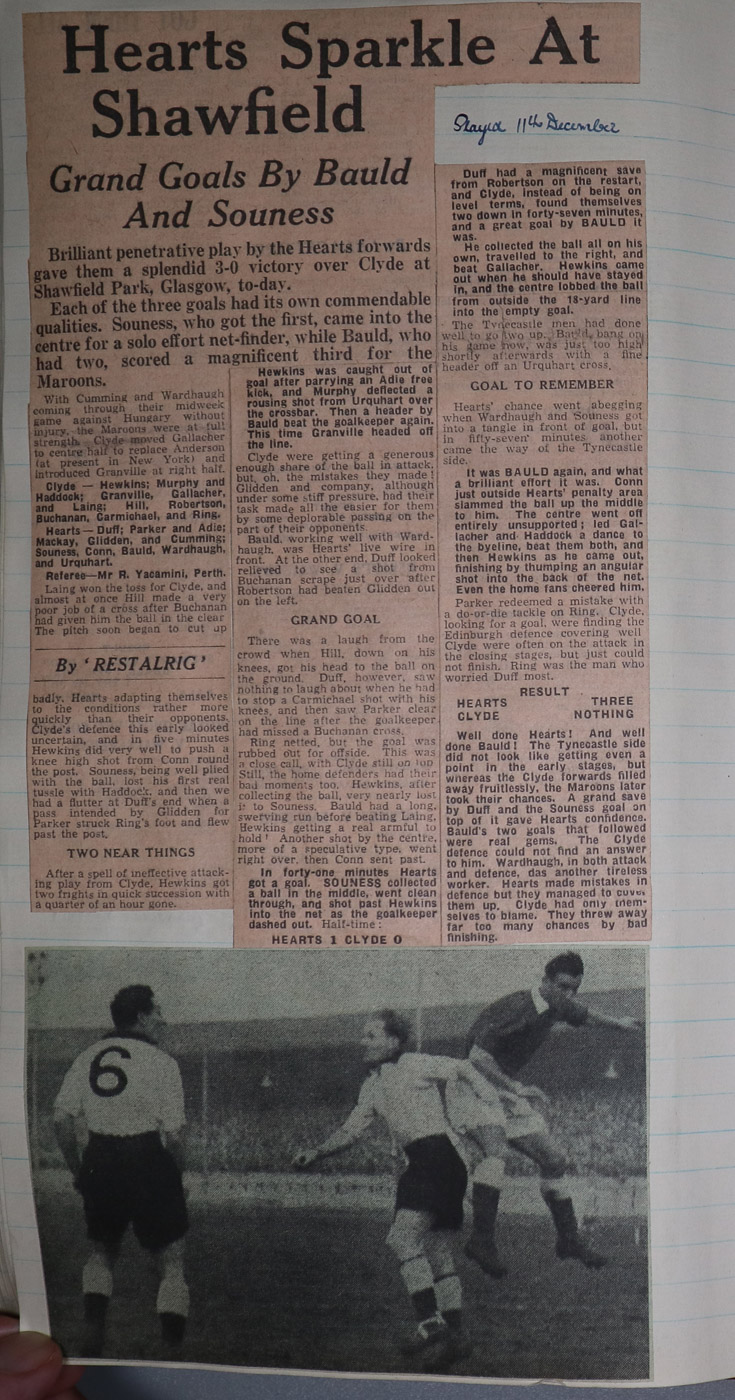 Hearts Sparkle At
Shawfield
Played 11th December
Grand Goals By Bauld
And Souness
Brilliant penetrative play by the Hearts forwards
gave them a splendid 3-0 victory over Clyde at
Shawfield Park, Glasgow, to-day.
Each of the three goals had its own commendable
qualities. Souness, who got the first, came into the
centre for a solo effort net-finder, while Bauld, who
had two, scored a magnificent third for the
Maroons.
With Cumming and Wardhaugh
coming through their midweek
game against Hungary without
injury, the Maroons were at full
strength. Clyde moved Gallacher
to centre half to replace Anderson
(at present in New York) and
introduced Granville at right half.
Clyde — Hewkins; Murphy and
Haddock; Granville, Gallacher,
and Laing; Hill, Robertson,
Buchanan, Carmichael, and Ring.
Hearts — Duff; Parker and Adie;
Mackay, Glidden, and Cumming;
Souness, Conn, Bauld, Wardhaugh,
and Urquhart.
Referee—Mr R. Yacamini, Perth.
Laing won the toss for Clyde, and
almost at once Hill made a very
poor job of a cross after Buchanan
had given him the ball in the clear
The pitch soon began to cut up
By 'RESTALRIG'
badly, Hearts adapting themselves
to the conditions rather more
quickly than their opponents.
Clyde's defence this early looked
uncertain, and in five minutes
Hewkins did very well to push a
knee high shot from Conn round
the post. Souness, being well plied
with the ball, lost his first real
tussle with Haddock, and then we
had a flutter at Duff's end when a
pass intended by Glidden for
Parker struck Ring's foot and flew
past the post.
TWO NEAR THINGS
After a spell of ineffective attack-
ing play from Clyde, Hewkins got
two frights in quick succession with
a quarter of an hour gone.
Hewkins was caught out of
goal after parrying an Adie free
kick, and Murphy deflected a
rousing shot from Urquhart over
the crossbar. Then a header by
Bauld beat the goalkeeper again.
This time Granville headed off
the line.
Clyde were getting a generous
enough share of the ball in attack,
but, oh, the mistakes they made!
Glidden and company, although
under some stiff pressure, had their
task made all the easier for them
by some deplorable passing on the
part of their opponents.
Bauld, working well with Ward-
haugh, was Hearts' live wire in
front. At the other end, Duff looked
relieved to see a shot from
Buchanan scrape just over after
Robertson had beaten Glidden out
on the left.
GRAND GOAL
There was a laugh from the
crowd when Hill, down on his
knees, got his head to the ball on
the ground. Duff, however, saw
nothing to laugh about when he had
to stop a Carmichael shot with his
knees, and then saw Parker clear
on the line after the goalkeeper
had missed a Buchanan cross.
Ring netted, but the goal was
rubbed out for offside. This was
a close call, with Clyde still on top
Still, the home defenders had their
bad moments too. Hewkins, after
collecting the ball, very nearly lost
it to Souness. Bauld had a long,
swerving run before beating Laing,
Hewkins getting a real armful to
hold! Another shot by the centre,
more of a speculative type, went
right over, then Conn sent past.
In forty-one minutes Hearts
got a goal. SOUNESS collected
a ball in the middle, went clean
through, and shot past Hewkins
into the net as the goalkeeper
dashed out. Half-time:
HEARTS 1 CLYDE 0
Duff had a magnificent save
from Robertson on the restart,
and Clyde, instead of being on
level terms, found themselves
two down in forty-seven minutes,
and a great goal by BAULD it
was.
He collected the ball all on his
own, travelled to the right, and
beat Gallacher. Hewkins came
out when he should have stayed
in, and the centre lobbed the ball
from outside the 18-yard line
into the empty goal.
The Tynecastle men had done
well to go two up. Bauld, bang on
his game now, was just too high
shortly afterwards with a fine
header off an Urquhart cross.
GOAL TO REMEMBER
Hearts' chance went abegging
when Wardhaugh and Souness got
into a tangle in front of goal, but
in fifty-seven minutes another
came the way of the Tynecastle
side.
It was BAULD again, and what
a brilliant effort it was. Conn
just outside Hearts' penalty area
slammed the ball up the middle
to him. The centre went off
entirely unsupported; led Gal-
lacher and Haddock a dance to
the byeline, beat them both, and
then Hewkins as he came out,
finishing by thumping an angular
shot into the back of the net.
Even the home fans cheered him.
Parker redeemed a mistake with
a do-or-die tackle on Ring. Clyde,
looking for a goal, were finding the
Edinburgh defence covering well
Clyde were often on the attack in
the closing stages, but just could
not finish. Ring was the man who
worried Duff most.
RESULT
HEARTS THREE
CLYDE NOTHING
Well done Hearts! And well
done Bauld! The Tynecastle side
did not look like getting even a
point in the early stages, but
whereas the Clyde forwards filled
away fruitlessly, the Maroons later
took their chances. A grand save
by Duff and the Souness goal on
top of it gave Hearts confidence.
Bauld's two goals that followed
were real gems. The Clyde
defence could not find an answer
to him. Wardhaugh, in both attack
and defence, das another tireless
worker. Hearts made mistakes in
defence but they managed to cover
them up. Clyde had only them-
selves to blame. They threw away
far too many chances by bad
finishing.
6